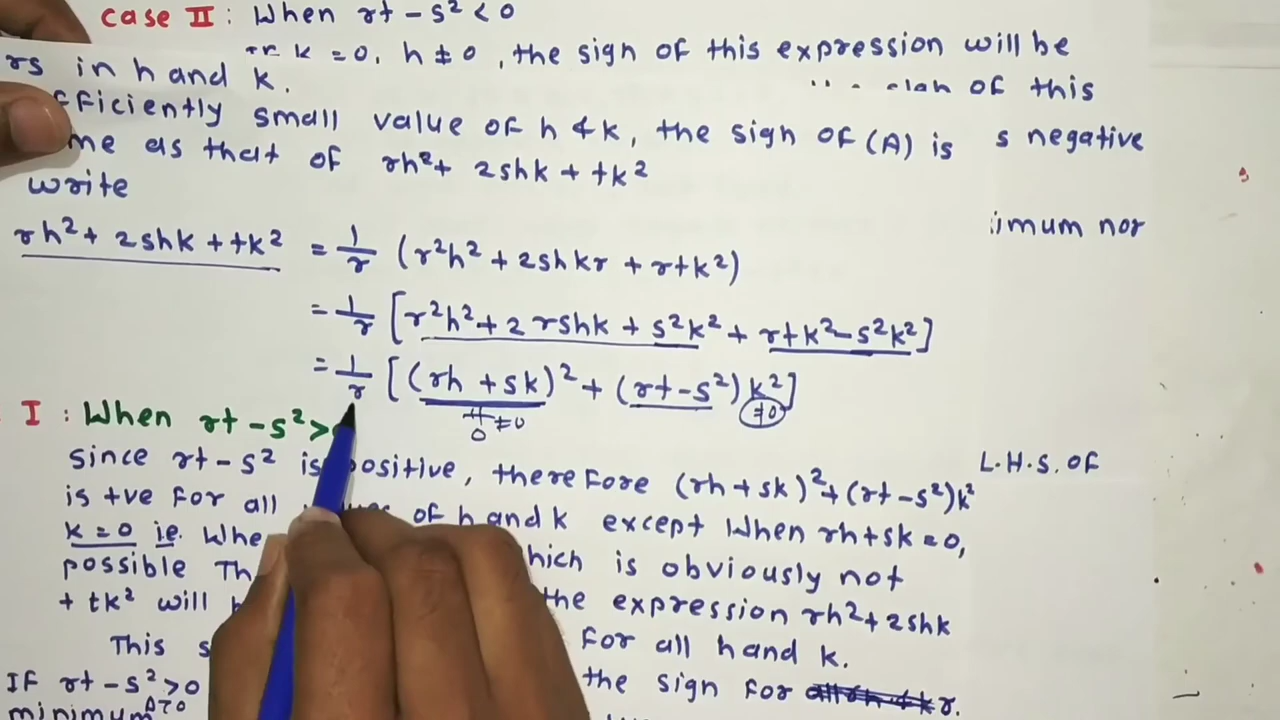 Case II : When rt - s² < 0
k = 0, h ≠ 0, the sign of this expression will be
rs in h and k.
of this
fficiently small value of h & k, the sign of (A) is
s negative
me as that of rh² + 2shk + tk²
write
imum nor
rh² + 2shk + tk² = 1/r (r²h² + 2shkr + rtk²)
= 1/r [r²h² + 2rshk + s²k² + rtk² - s²k²]
= 1/r [(rh + sk)² + (rt - s²) k²]
≠0
0 ≠0
I : When rt - s² >
L.H.S. OF
Since rt - s² is positive, therefore (rh + sk)² + (rt - s²)k²
is +ve for all of h and k except When rh + sk = 0,
k = 0 i.e. Whe hich is obviously not
possible Th the expression rh² + 2shk
+ tk² will
This s for all h and k.
If rt - s² > 0 the sign for r.
minimum